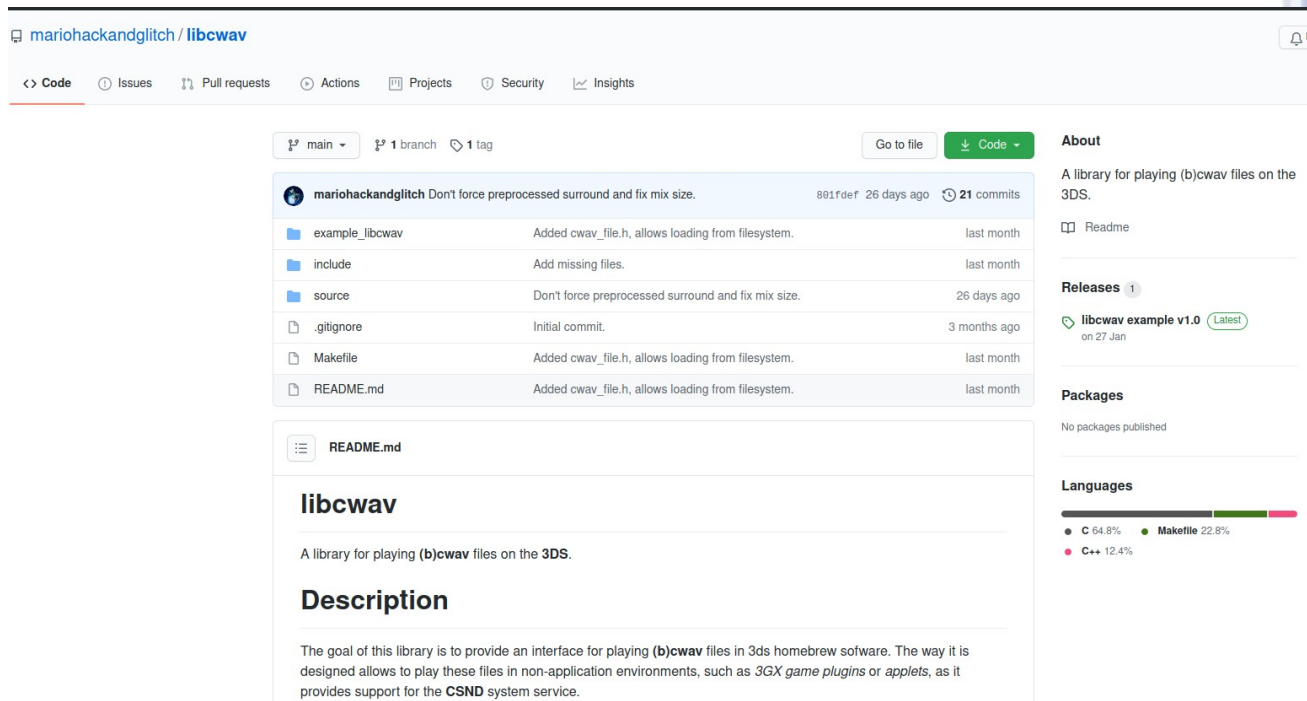 mariohackandglitch / libcwav
Code Issues Pull requests Actions Projects Security Insights
main 1 branch 1 tag Go to file Code
mariohackandglitch Don't force preprocessed surround and fix mix size. 801fdef 26 days ago 21 commits
example_libcwav Added cwav_file.h, allows loading from filesystem. last month
include Add missing files. last month
source Don't force preprocessed surround and fix mix size. 26 days ago
.gitignore Initial commit. 3 months ago
Makefile Added cwav_file.h, allows loading from filesystem. last month
README.md Added cwav_file.h, allows loading from filesystem. last month
README.md
libcwav
A library for playing (b)cwav files on the 3DS.
Description
The goal of this library is to provide an interface for playing (b)cwav files in 3ds homebrew sofware. The way it is
designed allows to play these files in non-application environments, such as 3GX game plugins or applets, as it
provides support for the CSND system service.
About
A library for playing (b)cwav files on the
3DS.
Readme
Releases 1
libcwav example v1.0 Latest
on 27 Jan
Packages
No packages published
Languages
C 64.8% Makefile 22.8%
C++ 12.4%